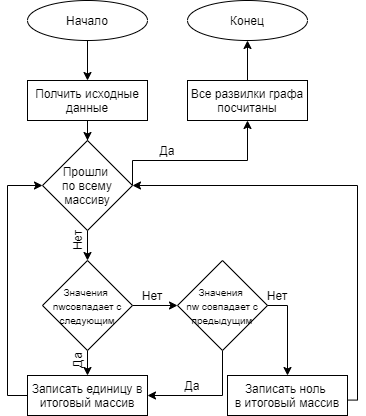 Начало
Конец
Полчить исходные
данные
Все развилки графа
посчитаны
Да
Прошли
по всему
массиву
Нет
Значения
nwсовпадает с
следующим
Нет
Значения
nw совпадает с
предыдущим
Нет
Да
Да
Записать единицу в
итоговый массив
Записать ноль
в итоговый массив